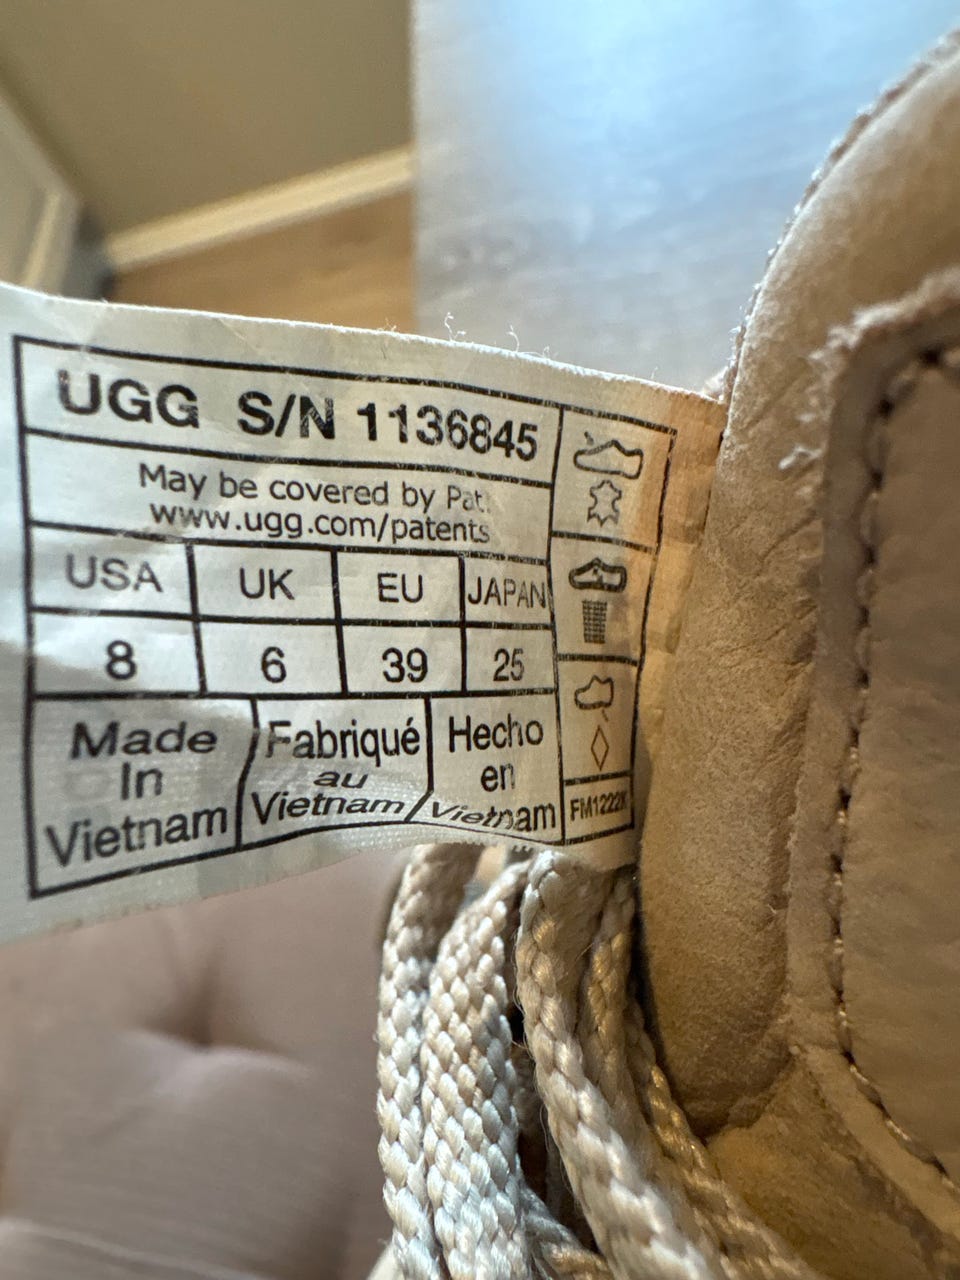 UGG S/N 1136845
May be covered by Pat.
www.ugg.com/patents
USA UK EU JAPAN
8 6 39 25
Made
In
Vietnam
Fabriqué
au
Vietnam
Hecho
en
Vietnam